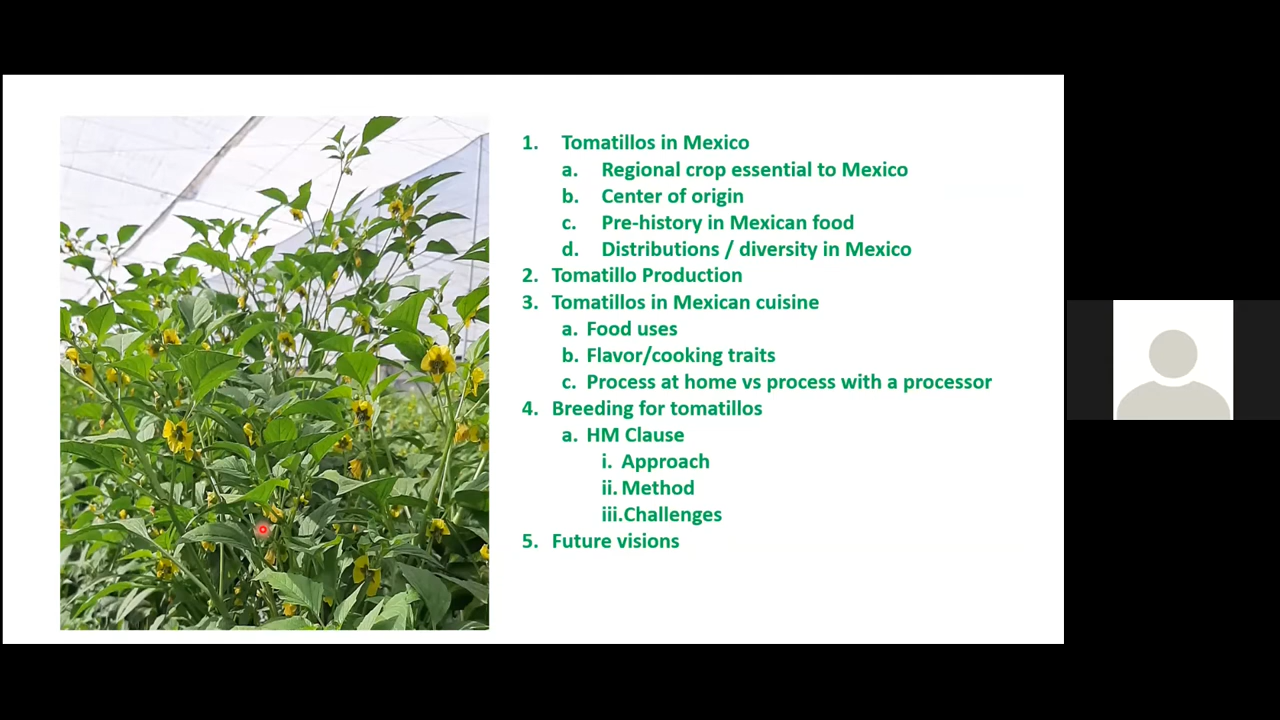 1. Tomatillos in Mexico
a. Regional crop essential to Mexico
b. Center of origin
c. Pre-history in Mexican food
d. Distributions / diversity in Mexico
2. Tomatillo Production
3. Tomatillos in Mexican cuisine
a. Food uses
b. Flavor/cooking traits
c. Process at home vs process with a processor
4. Breeding for tomatillos
a. HM Clause
i. Approach
ii. Method
iii.Challenges
5. Future visions